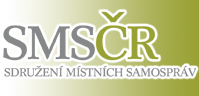 SMSČR
SDRUŽENÍ MÍSTNÍCH SAMOSPRÁV